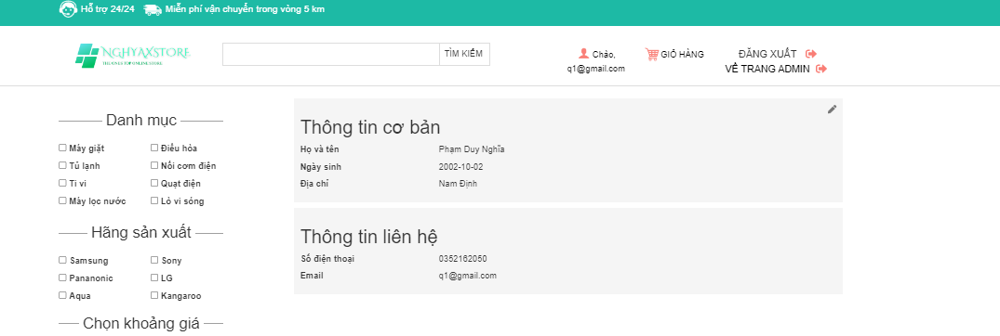 Hỗ trợ 24/24 Miễn phí vận chuyển trong vòng 5 km
NGHYAXSTORE
TÌM KIẾM
Chào,
q1@gmail.com
GIỎ HÀNG
ĐĂNG XUẤT
VỀ TRANG ADMIN
Danh mục
Máy giặt Điều hòa
Tủ lạnh Nồi cơm điện
Ti vi Quạt điện
Máy lọc nước Lò vi sóng
Hãng sản xuất
Samsung Sony
Pananonic LG
Aqua Kangaroo
Chọn khoảng giá
Thông tin cơ bản
Họ và tên Phạm Duy Nghĩa
Ngày sinh 2002-10-02
Địa chỉ Nam Định
Thông tin liên hệ
Số điện thoại 0352162050
Email q1@gmail.com